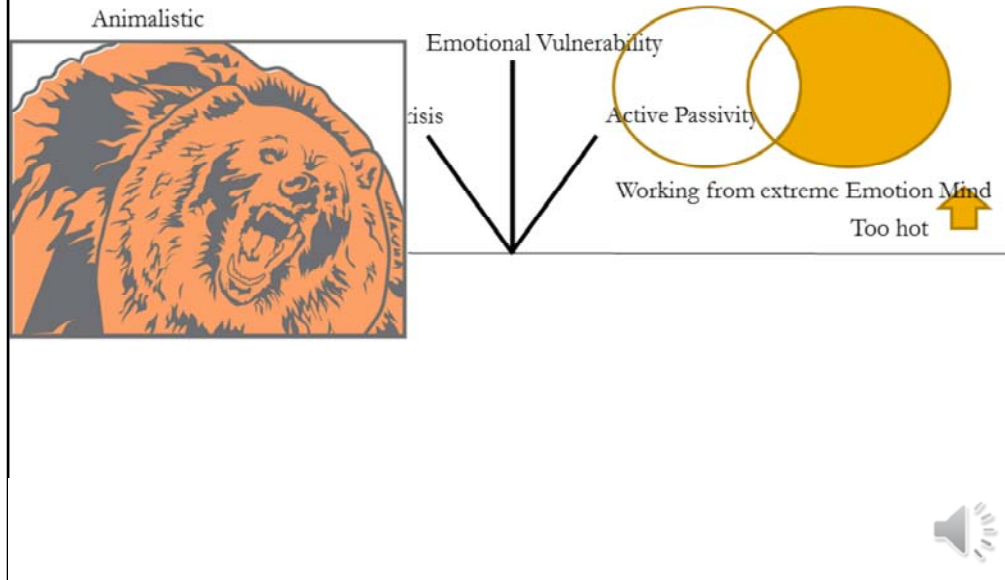 Animalistic
Emotional Vulnerability
Active Passivity
Working from extreme Emotion Mind
Too hot